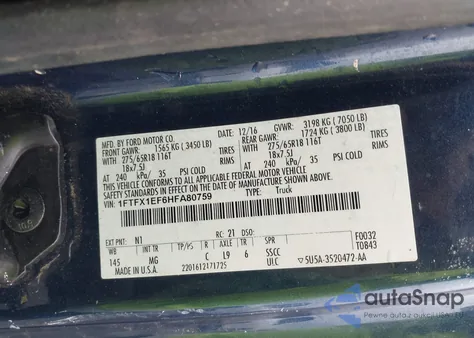 MFD. BY FORD MOTOR CO.
DATE: 12/16 GVWR: 3198 KG ( 7050 LB)
FRONT GAWR: 1565 KG ( 3450 LB) REAR GAWR: 1724 KG ( 3800 LB)
WITH WITH TIRES
275/65R18 116T TIRES 275/65R18 116T
18x7.5J RIMS 18x7.5J RIMS
AT 240 kPa/ 35 PSI COLD AT 240 kPa/ 35 PSI COLD
THIS VEHICLE CONFORMS TO ALL APPLICABLE FEDERAL MOTOR VEHICLE
SAFETY STANDARDS IN EFFECT ON THE DATE OF MANUFACTURE SHOWN ABOVE.
VIN: 1FTFX1EF6HFA80759 TYPE: Truck
F0032
T0843
EXT PNT: N1 RC: 21 DSO:
WB INT TR TP/PS R AXLE TR SPR
145 MG C L9 6 SSCC
MADE IN U.S.A. 2201612171725 ULC 5U5A-3520472-AA
autoSnap
Pewne auto z USA